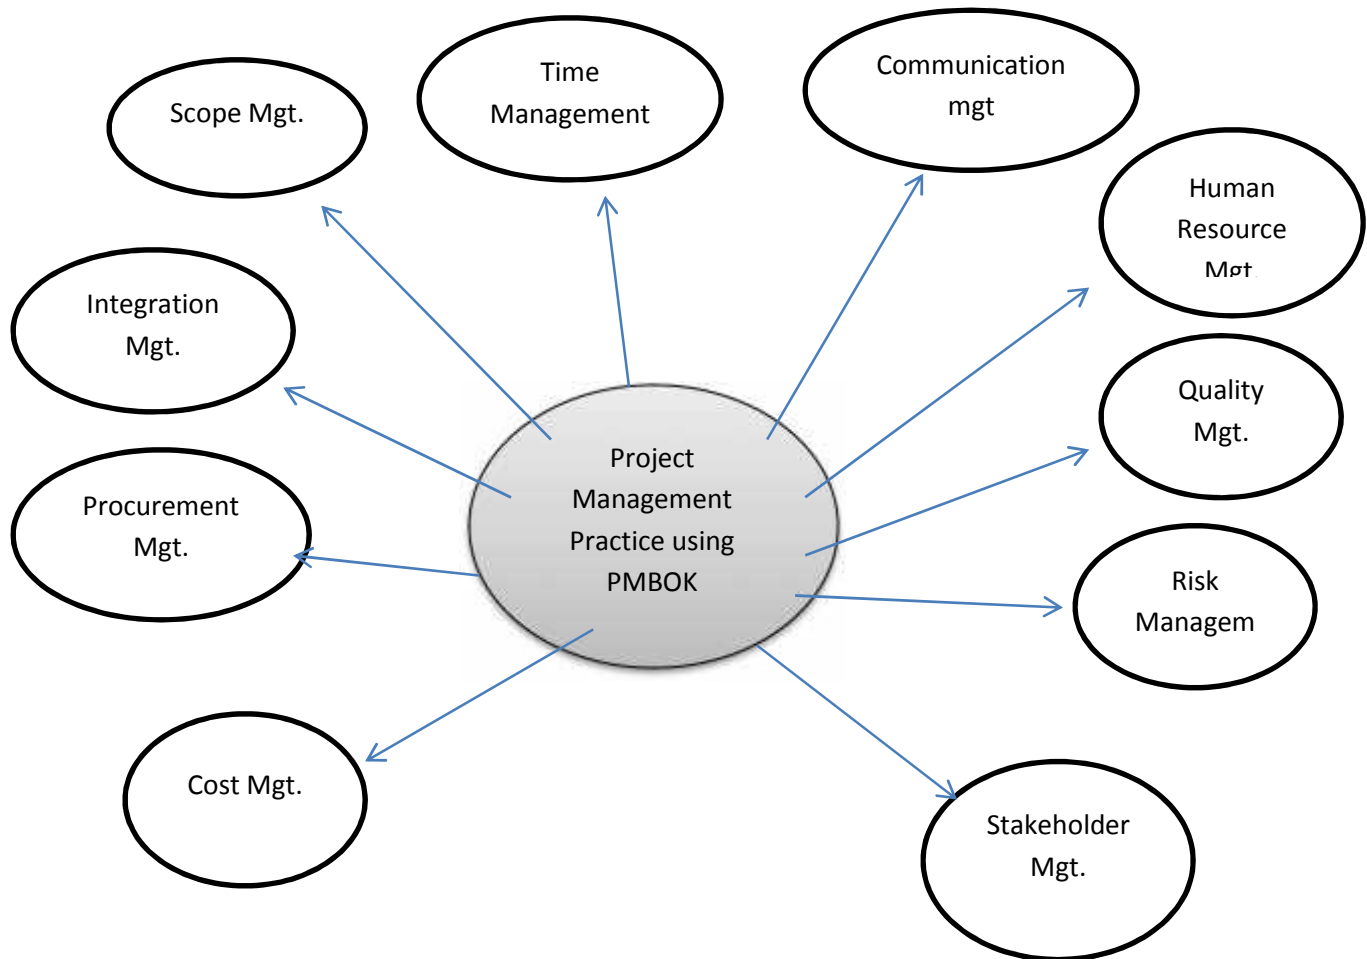 Time
Management
Communication
mgt
Scope Mgt.
Human
Resource
Mgt.
Integration
Mgt.
Quality
Mgt.
Project
Management
Practice using
PMBOK
Procurement
Mgt.
Risk
Managem
Cost Mgt.
Stakeholder
Mgt.